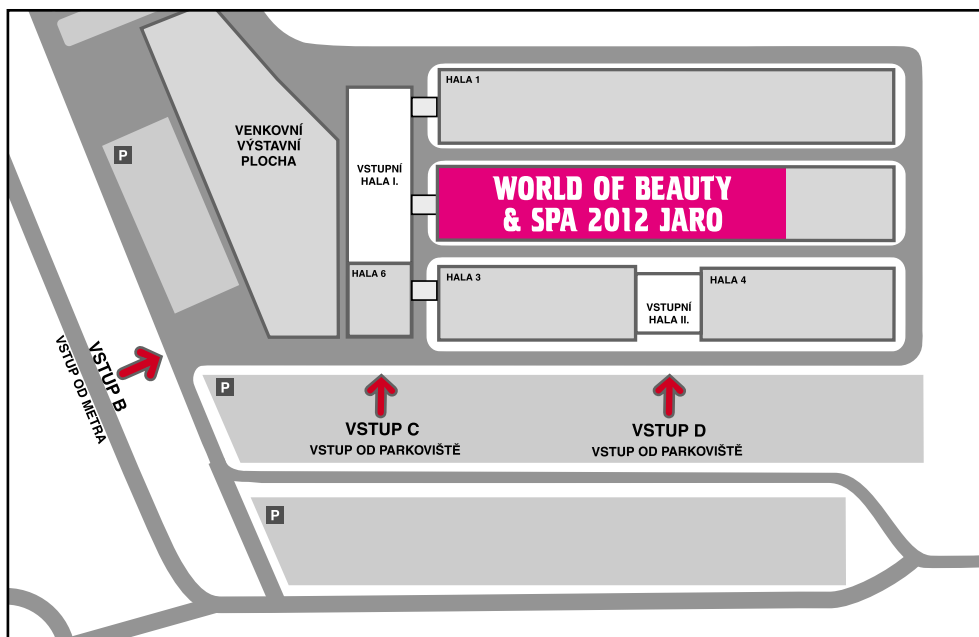 HALA 1
P
VENKOVNÍ
VÝSTAVNÍ
PLOCHA
VSTUPNÍ
HALA I.
WORLD OF BEAUTY
& SPA 2012 JARO
HALA 6
HALA 3
VSTUPNÍ
HALA II.
HALA 4
VSTUP B
VSTUP OD METRA
P
VSTUP C
VSTUP OD PARKOVIŠTĚ
VSTUP D
VSTUP OD PARKOVIŠTĚ
P